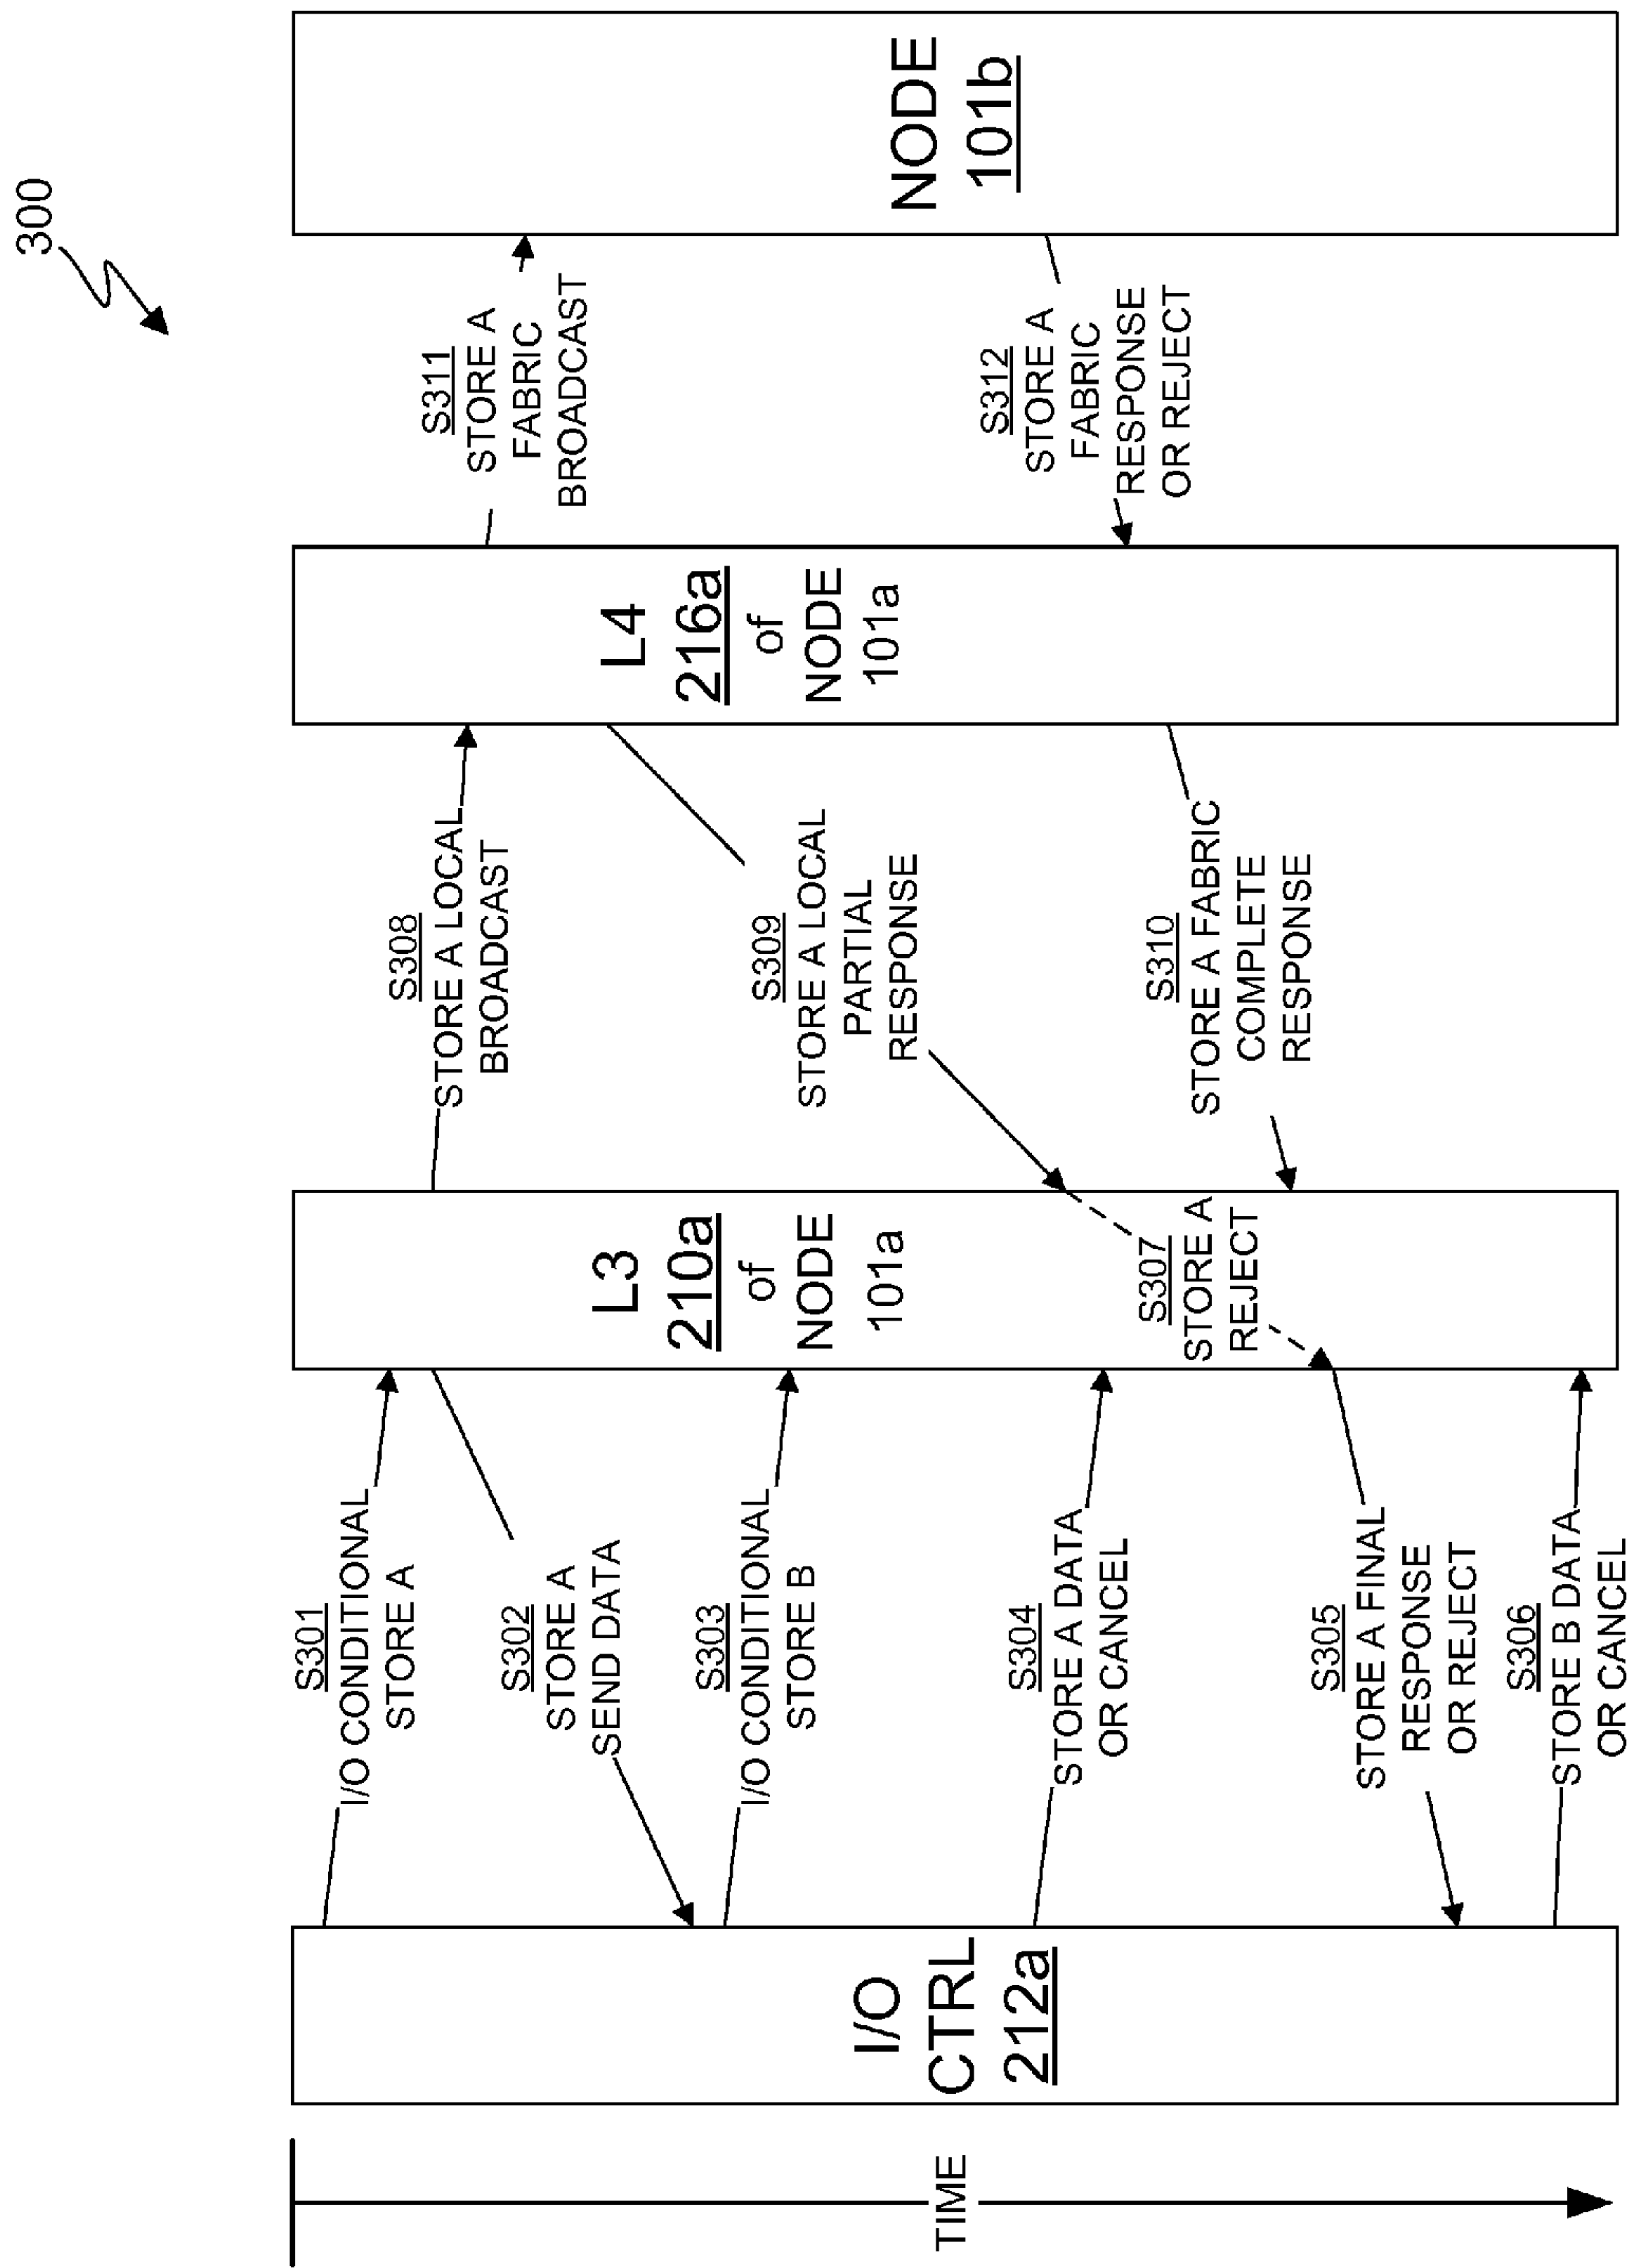 300
TIME
I/O
CTRL
212a
S301
I/O CONDITIONAL
STORE A
S302
STORE A
SEND DATA
S303
I/O CONDITIONAL
STORE B
S304
STORE A DATA
OR CANCEL
S305
STORE A FINAL
RESPONSE
OR REJECT
S306
STORE B DATA
OR CANCEL
L3
210a
of
NODE
101a
S307
STORE A
REJECT
S308
STORE A LOCAL
BROADCAST
S309
STORE A LOCAL
PARTIAL
RESPONSE
S310
STORE A FABRIC
COMPLETE
RESPONSE
L4
216a
of
NODE
101a
S311
STORE A
FABRIC
BROADCAST
S312
STORE A
FABRIC
RESPONSE
OR REJECT
NODE
101b